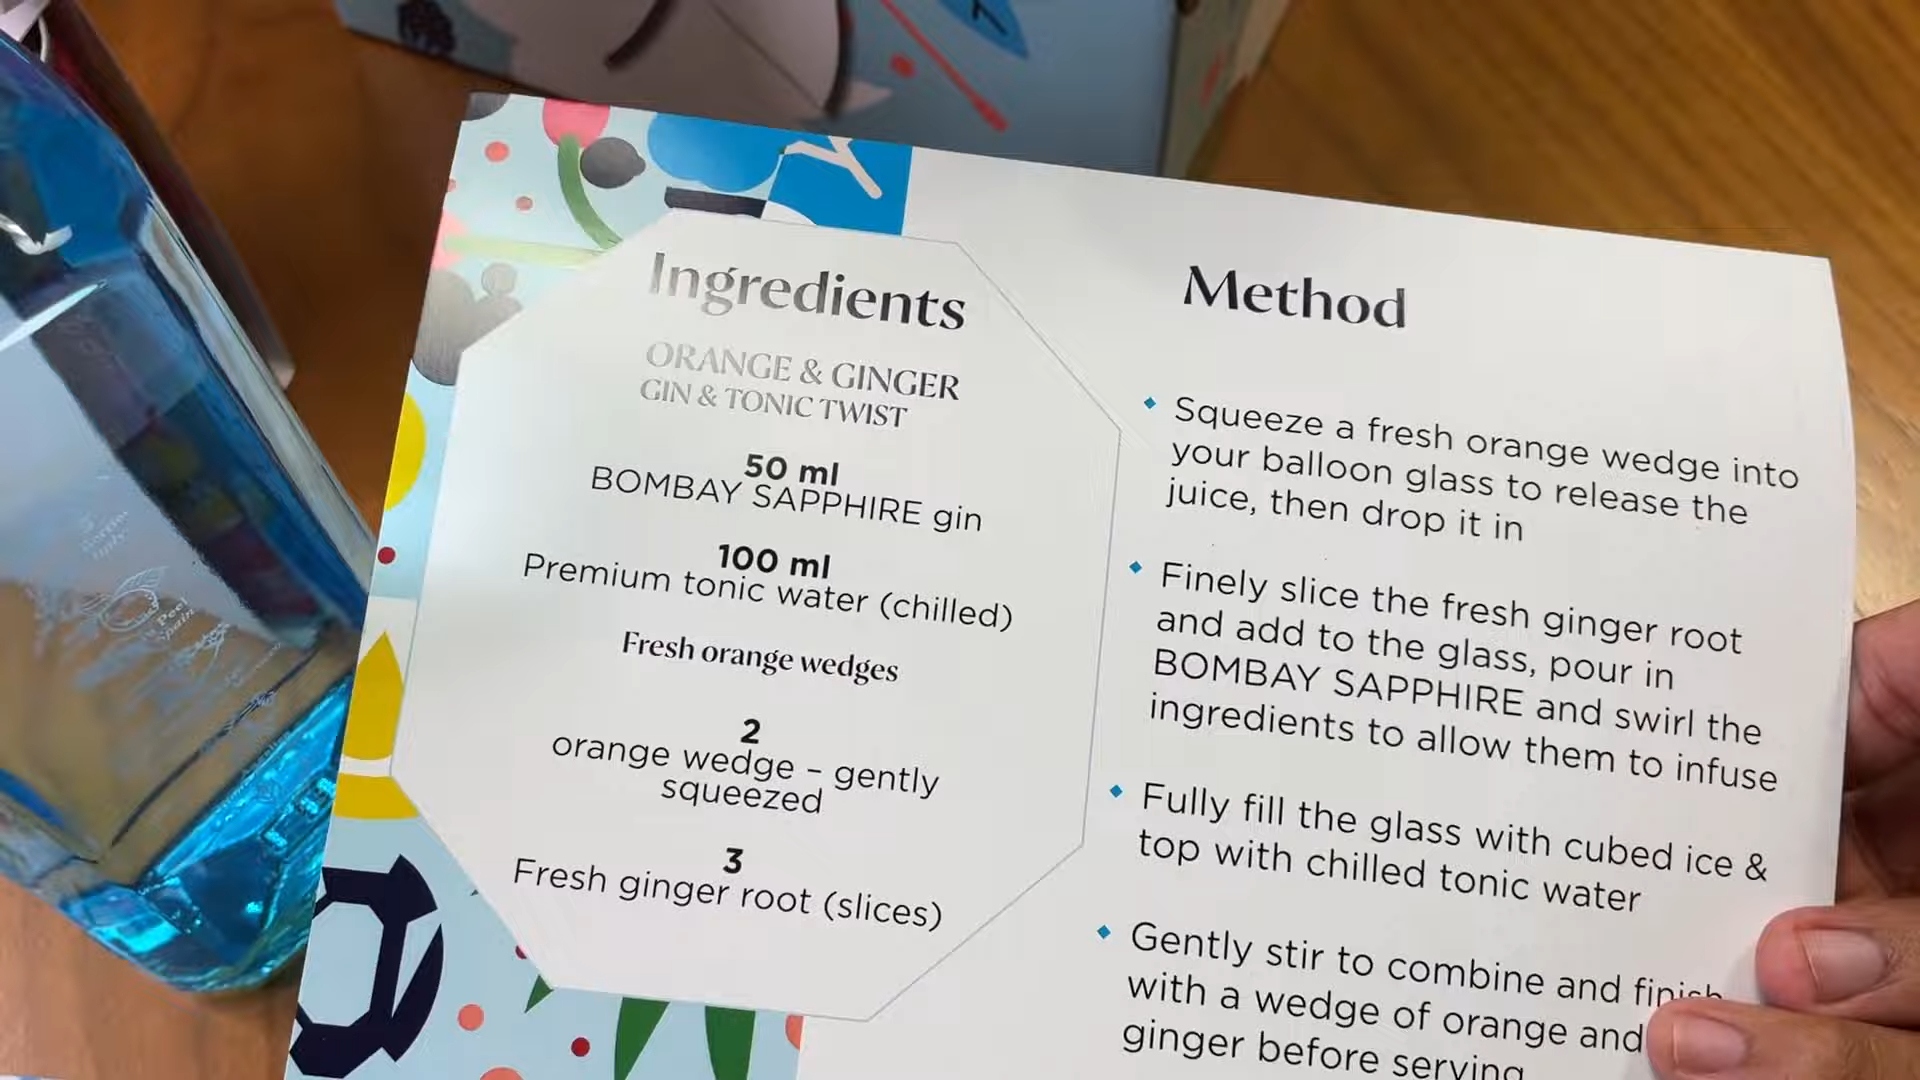 Ingredients
ORANGE & GINGER
GIN & TONIC TWIST
50 ml
BOMBAY SAPPHIRE gin
100 ml
Premium tonic water (chilled)
Fresh orange wedges
2
orange wedge – gently
squeezed
3
Fresh ginger root (slices)
Method
Squeeze a fresh orange wedge into
your balloon glass to release the
juice, then drop it in
Finely slice the fresh ginger root
and add to the glass, pour in
BOMBAY SAPPHIRE and swirl the
ingredients to allow them to infuse
Fully fill the glass with cubed ice &
top with chilled tonic water
Gently stir to combine and finish
with a wedge of orange and
ginger before serving
Peel
Spain